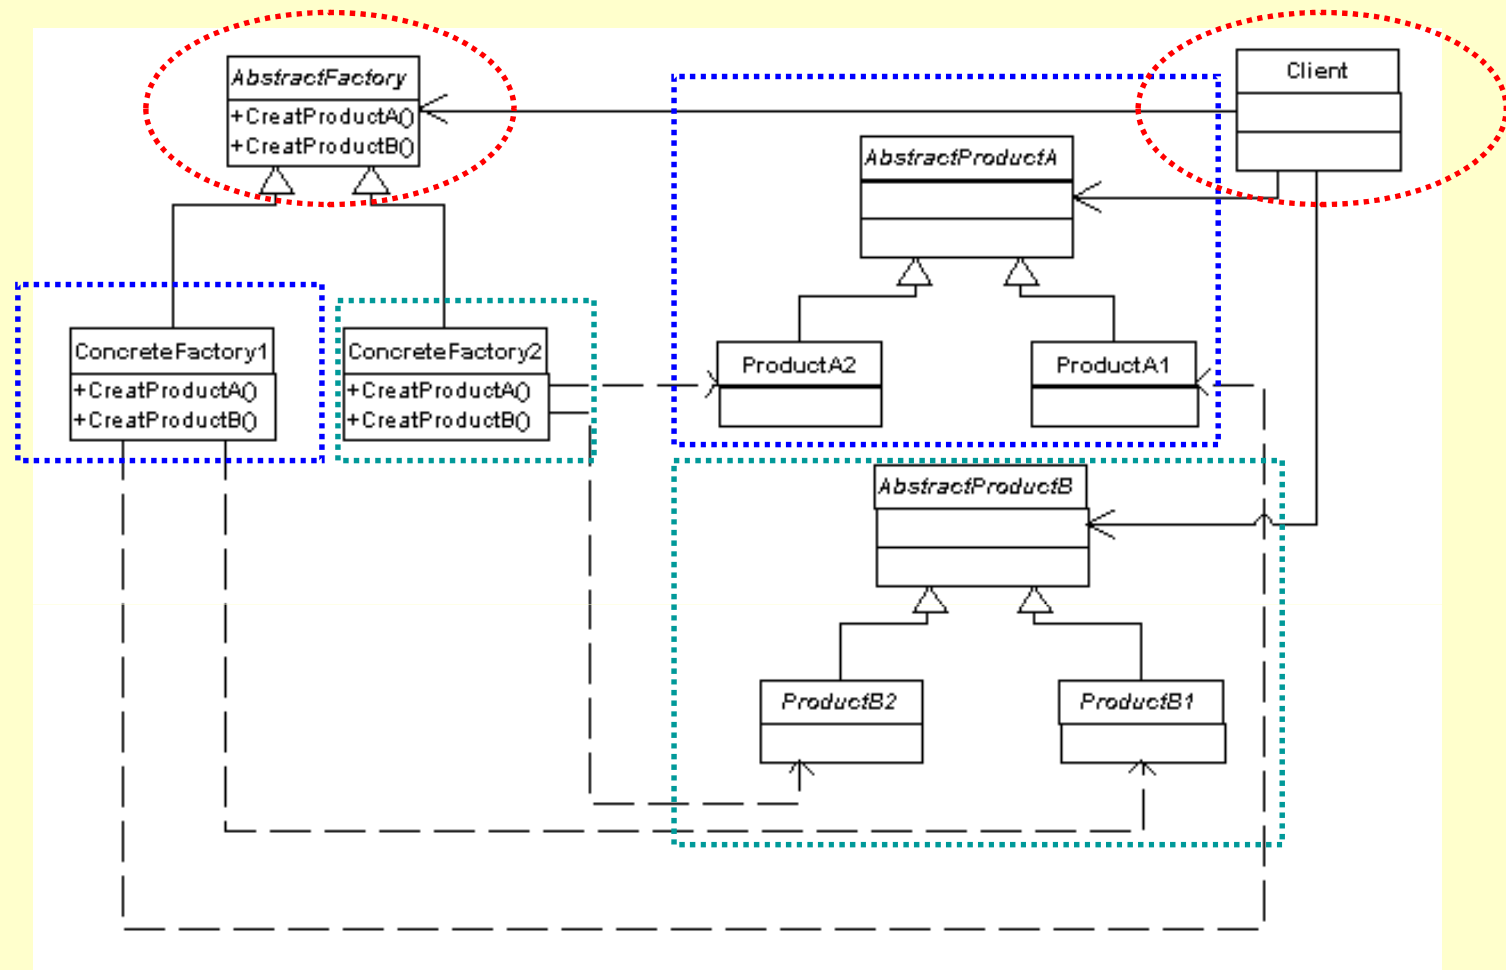 AbstractFactory
+CreatProductA()
+CreatProductB()
Client
AbstractProductA
ConcreteFactory1
+CreatProductA()
+CreatProductB()
ConcreteFactory2
+CreatProductA()
+CreatProductB()
ProductA2
ProductA1
AbstractProductB
ProductB2
ProductB1